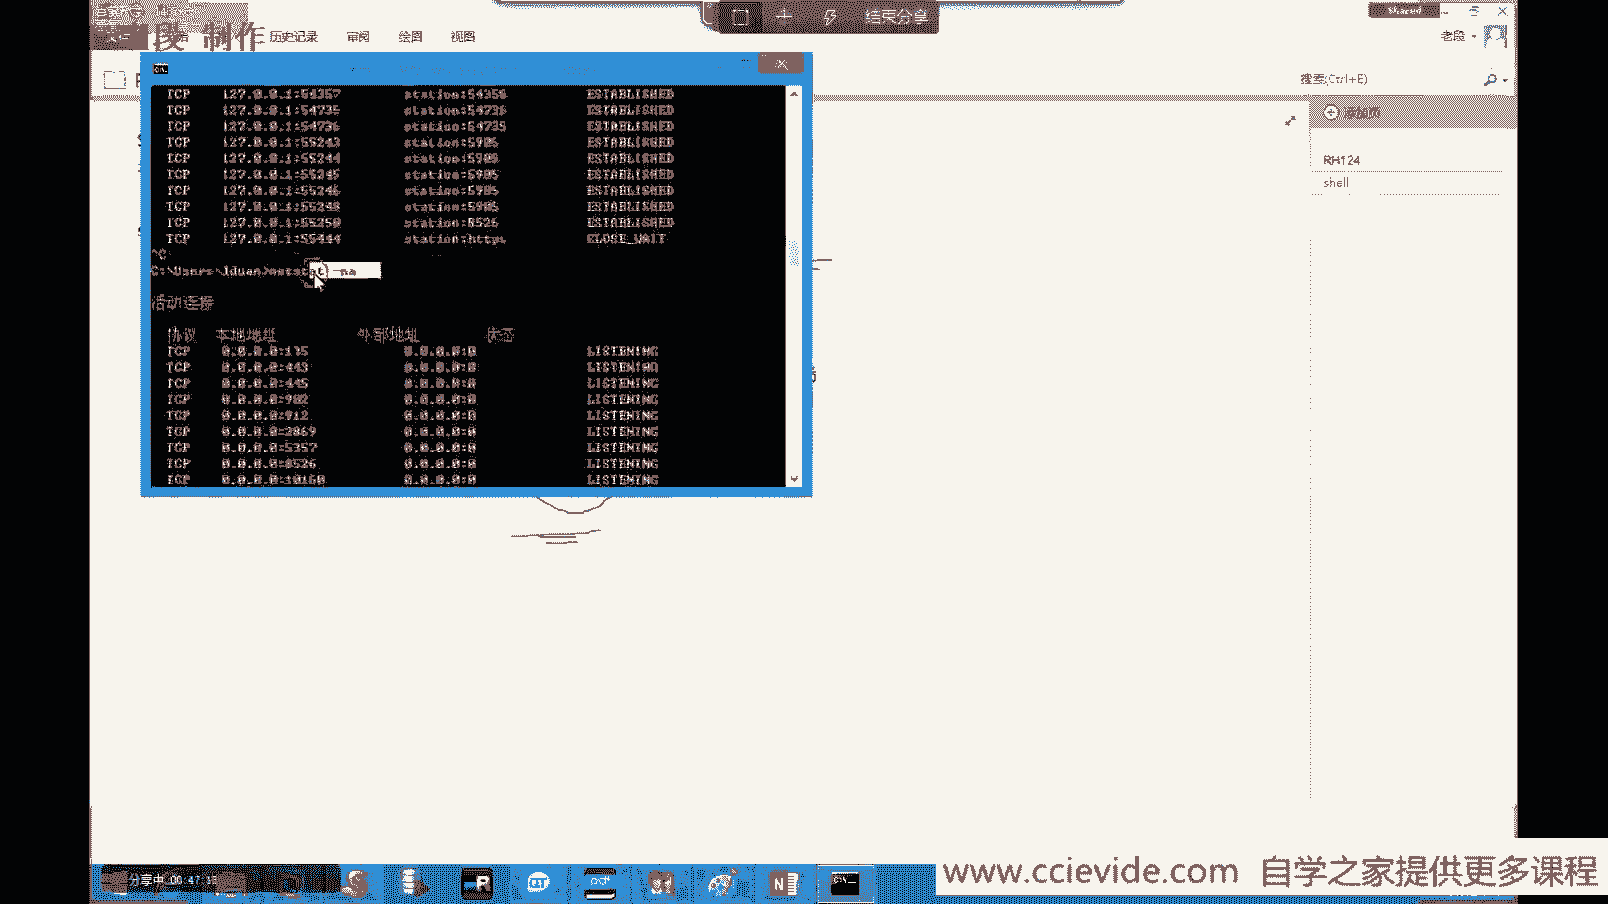 段 制作
结束分享
Shared
历史记录 审阅 绘图 视图
老段
搜索(Ctrl+E)
添加页
RH124
shell
TCP 127.0.0.1:54357 station:54356 ESTABLISHED
TCP 127.0.0.1:54735 station:54736 ESTABLISHED
TCP 127.0.0.1:54736 station:54735 ESTABLISHED
TCP 127.0.0.1:55243 station:5905 ESTABLISHED
TCP 127.0.0.1:55244 station:5905 ESTABLISHED
TCP 127.0.0.1:55245 station:5905 ESTABLISHED
TCP 127.0.0.1:55246 station:5905 ESTABLISHED
TCP 127.0.0.1:55248 station:5905 ESTABLISHED
TCP 127.0.0.1:55250 station:8526 ESTABLISHED
TCP 127.0.0.1:55444 station:https CLOSE_WAIT
^C
C:\Users\lduan>netstat -na
活动连接
协议 本地地址 外部地址 状态
TCP 0.0.0.0:135 0.0.0.0:0 LISTENING
TCP 0.0.0.0:443 0.0.0.0:0 LISTENING
TCP 0.0.0.0:445 0.0.0.0:0 LISTENING
TCP 0.0.0.0:902 0.0.0.0:0 LISTENING
TCP 0.0.0.0:912 0.0.0.0:0 LISTENING
TCP 0.0.0.0:2869 0.0.0.0:0 LISTENING
TCP 0.0.0.0:5357 0.0.0.0:0 LISTENING
TCP 0.0.0.0:8526 0.0.0.0:0 LISTENING
TCP 0.0.0.0:10160 0.0.0.0:0 LISTENING
分享中 00:47:15
www.ccievide.com 自学之家提供更多课程